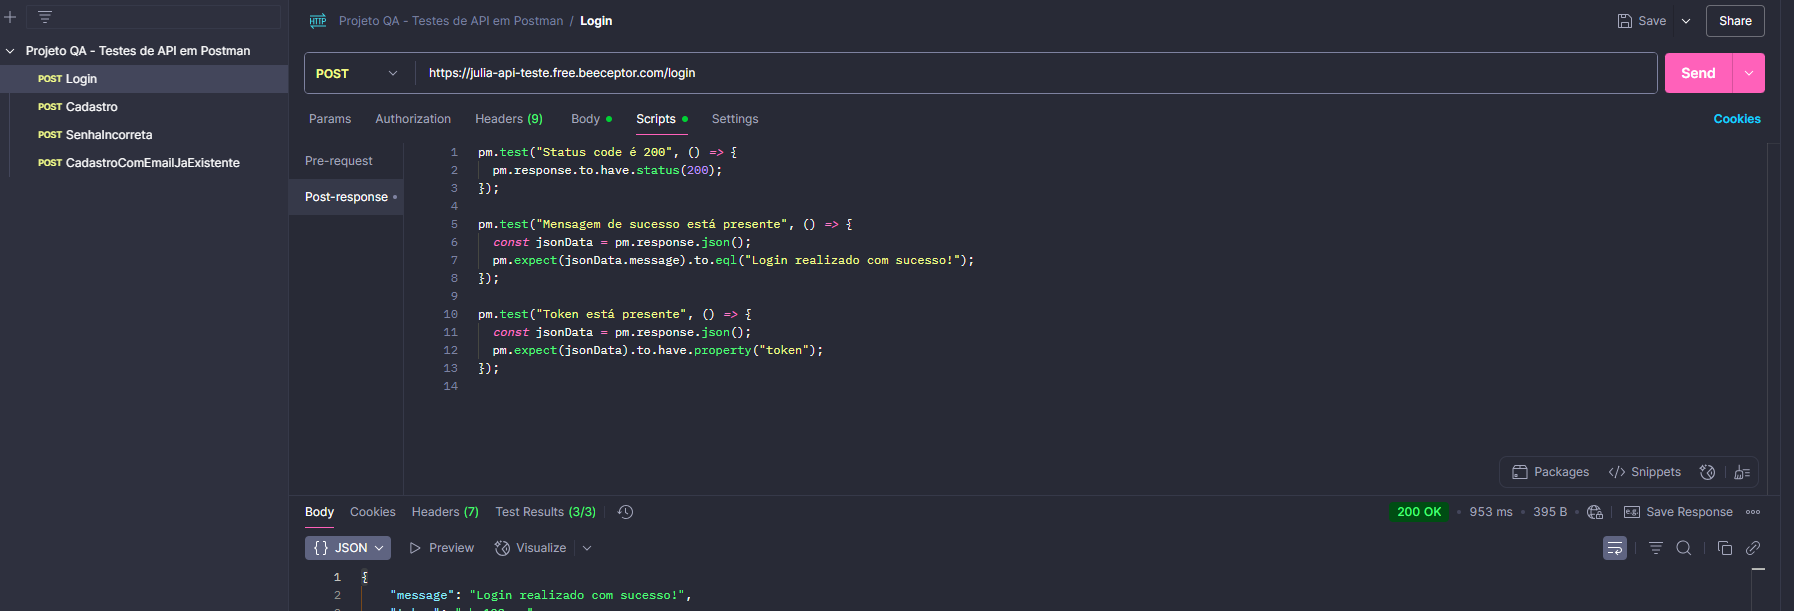 Projeto QA - Testes de API em Postman / Login
Save
Share
Projeto QA - Testes de API em Postman
POST Login
POST Cadastro
POST SenhaIncorreta
POST CadastroComEmailJaExistente
POST
https://julia-api-teste.free.beeceptor.com/login
Send
Params Authorization Headers (9) Body Scripts Settings
Cookies
Pre-request
Post-response
1 pm.test("Status code é 200", () => {
2 pm.response.to.have.status(200);
3 });
4
5 pm.test("Mensagem de sucesso está presente", () => {
6 const jsonData = pm.response.json();
7 pm.expect(jsonData.message).to.eql("Login realizado com sucesso!");
8 });
9
10 pm.test("Token está presente", () => {
11 const jsonData = pm.response.json();
12 pm.expect(jsonData).to.have.property("token");
13 });
14
Packages </> Snippets
Body Cookies Headers (7) Test Results (3/3)
200 OK • 953 ms • 395 B
e.g. Save Response
{} JSON Preview Visualize
1 {
2 "message": "Login realizado com sucesso!",